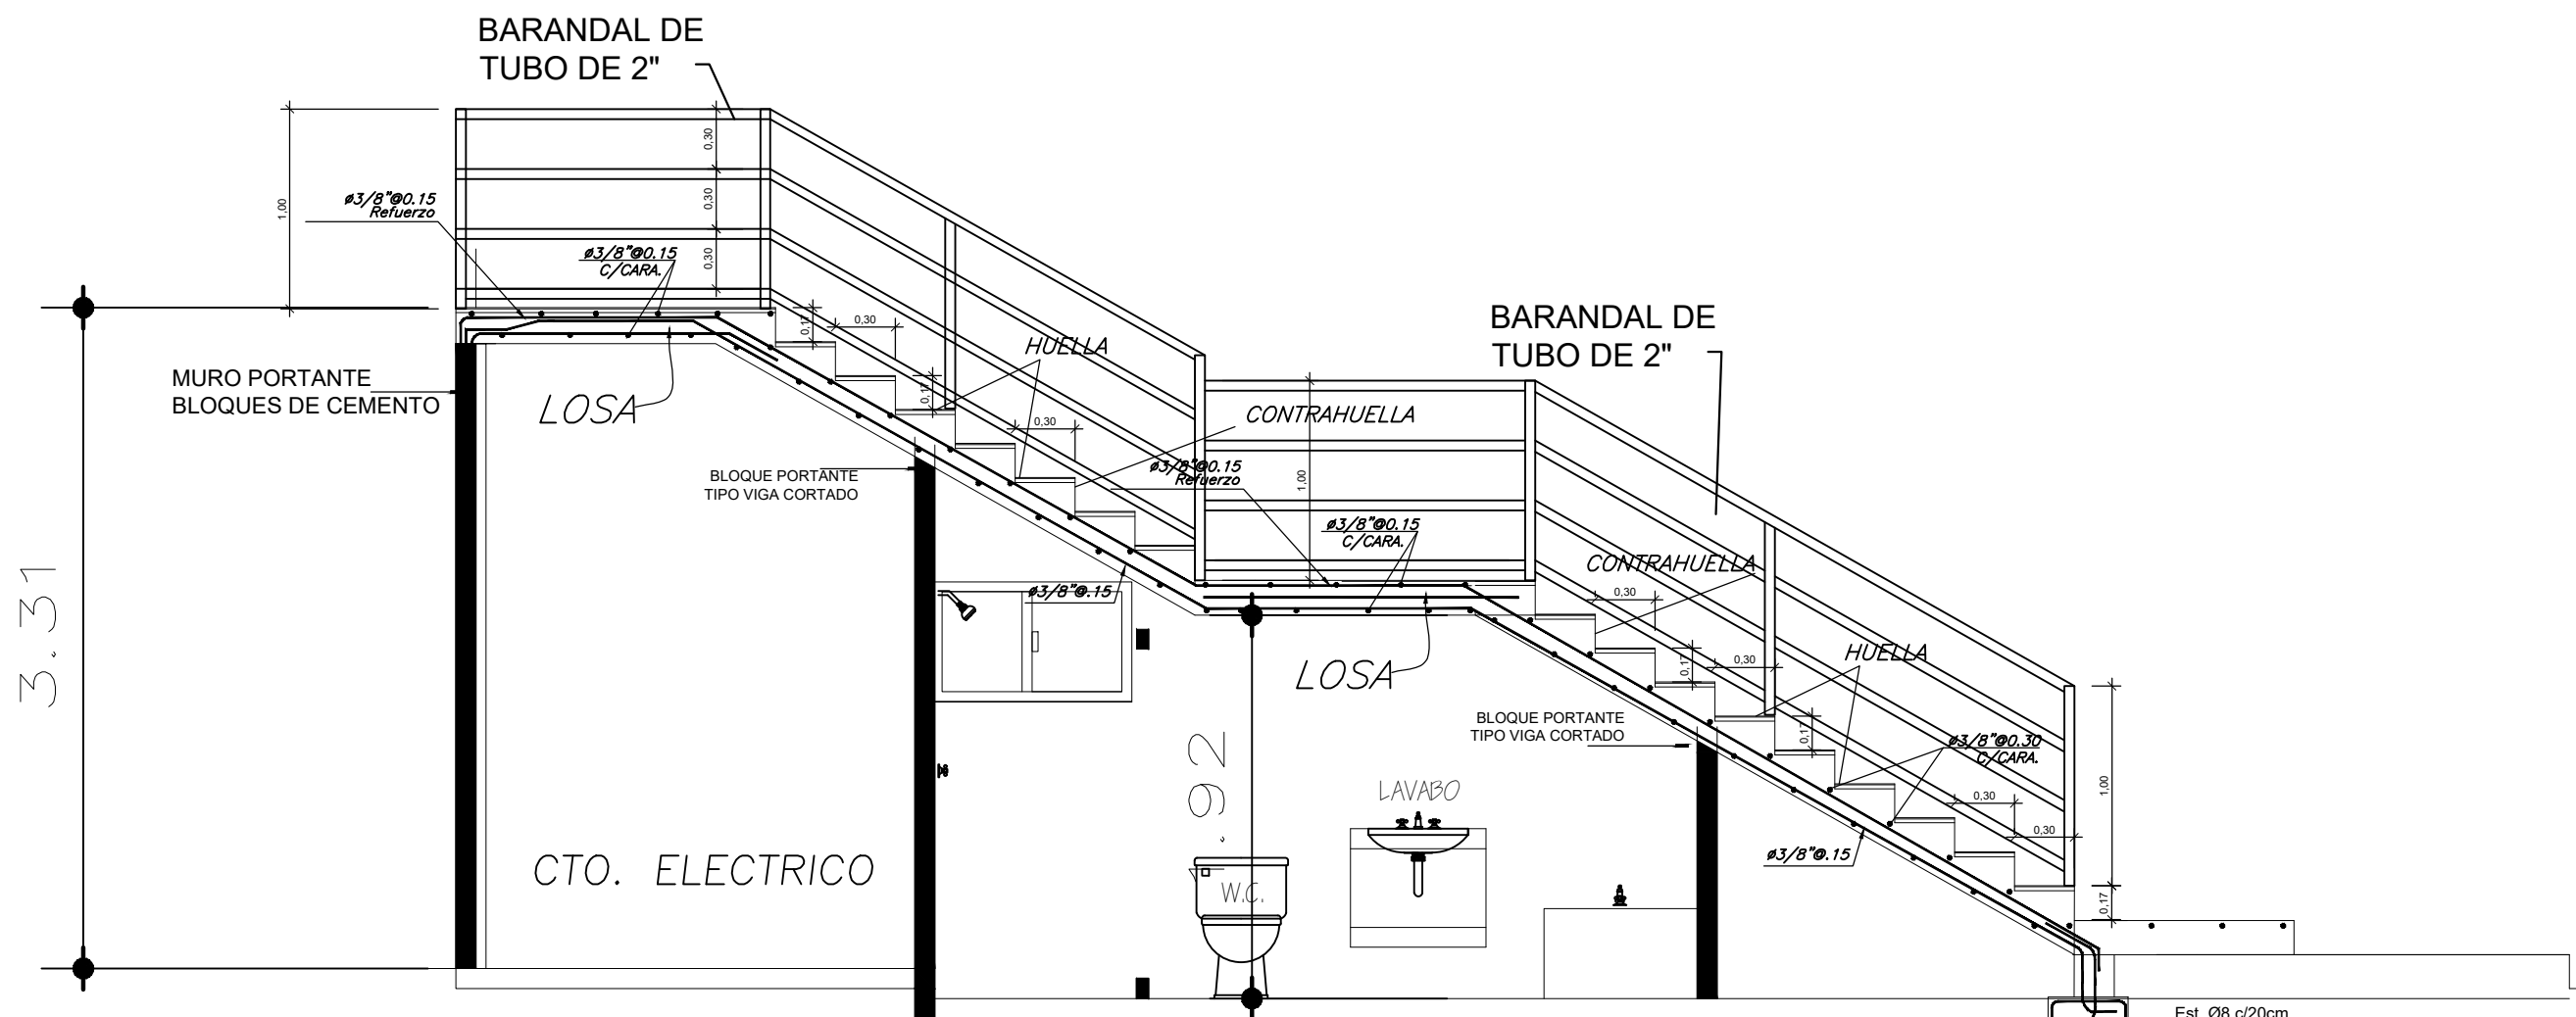 BARANDAL DE
TUBO DE 2"
0,30
ø3/8"@0.15
Refuerzo
1,00
0,30
ø3/8"@0.15
C/CARA.
0,30
0,17
0,30
HUELLA
BARANDAL DE
TUBO DE 2"
MURO PORTANTE
BLOQUES DE CEMENTO
LOSA
0,17
0,30
CONTRAHUELLA
BLOQUE PORTANTE
TIPO VIGA CORTADO
ø3/8"@0.15
Refuerzo
1,00
ø3/8"@0.15
C/CARA.
CONTRAHUELLA
3.31
ø3/8"@.15
0,30
LOSA
0,17
0,30
HUELLA
BLOQUE PORTANTE
TIPO VIGA CORTADO
0,17
ø3/8"@0.30
C/CARA.
1.92
LAVABO
0,30
1,00
0,30
ø3/8"@.15
CTO. ELECTRICO
W.C.
0,17
Est. Ø8 c/20cm